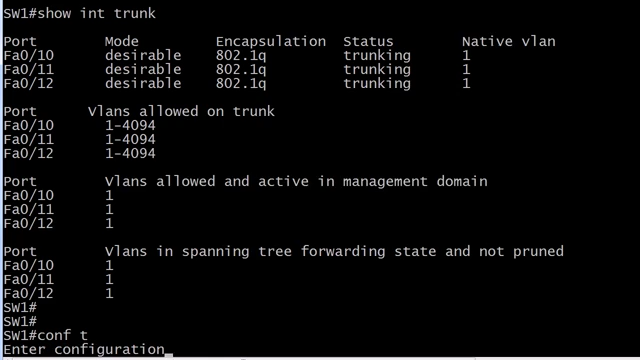 SW1#show int trunk
Port Mode Encapsulation Status Native vlan
Fa0/10 desirable 802.1q trunking 1
Fa0/11 desirable 802.1q trunking 1
Fa0/12 desirable 802.1q trunking 1
Port Vlans allowed on trunk
Fa0/10 1-4094
Fa0/11 1-4094
Fa0/12 1-4094
Port Vlans allowed and active in management domain
Fa0/10 1
Fa0/11 1
Fa0/12 1
Port Vlans in spanning tree forwarding state and not pruned
Fa0/10 1
Fa0/11 1
Fa0/12 1
SW1#
SW1#
SW1#conf t
Enter configuration